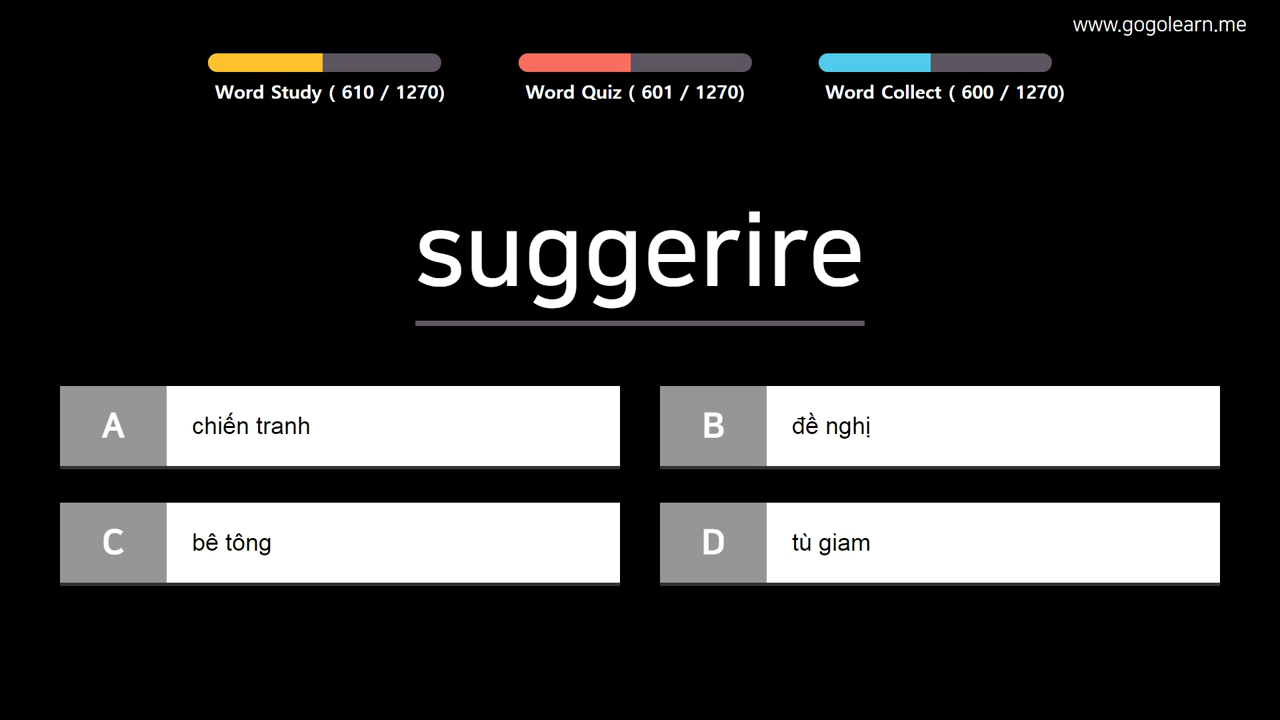 www.gogolearn.me
Word Study ( 610 / 1270)
Word Quiz ( 601 / 1270)
Word Collect ( 600 / 1270)
suggerire
A
chiến tranh
B
đề nghị
C
bê tông
D
tù giam